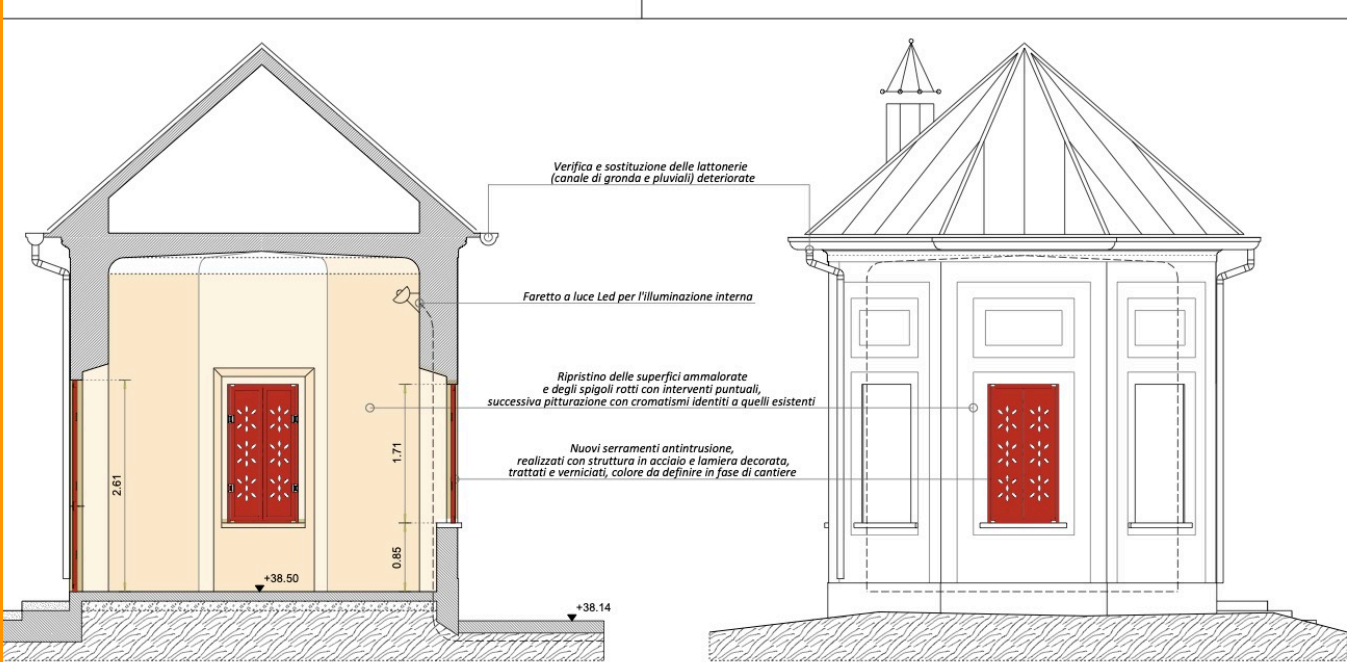 Verifica e sostituzione delle lattonerie
(canale di gronda e pluviali) deteriorate
Faretto a luce Led per l'illuminazione interna
Ripristino delle superfici ammalorate
e degli spigoli rotti con interventi puntuali,
successiva pitturazione con cromatismi identiti a quelli esistenti
Nuovi serramenti antintrusione,
realizzati con struttura in acciaio e lamiera decorata,
trattati e verniciati, colore da definire in fase di cantiere
2.61
1.71
0.85
+38.50
+38.14